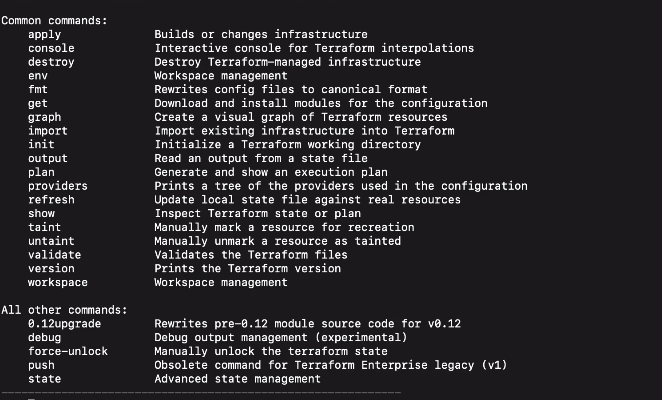 Common commands:
    apply              Builds or changes infrastructure
    console            Interactive console for Terraform interpolations
    destroy            Destroy Terraform-managed infrastructure
    env                Workspace management
    fmt                Rewrites config files to canonical format
    get                Download and install modules for the configuration
    graph              Create a visual graph of Terraform resources
    import             Import existing infrastructure into Terraform
    init               Initialize a Terraform working directory
    output             Read an output from a state file
    plan               Generate and show an execution plan
    providers          Prints a tree of the providers used in the configuration
    refresh            Update local state file against real resources
    show               Inspect Terraform state or plan
    taint              Manually mark a resource for recreation
    untaint            Manually unmark a resource as tainted
    validate           Validates the Terraform files
    version            Prints the Terraform version
    workspace          Workspace management

All other commands:
    0.12upgrade        Rewrites pre-0.12 module source code for v0.12
    debug              Debug output management (experimental)
    force-unlock       Manually unlock the terraform state
    push               Obsolete command for Terraform Enterprise legacy (v1)
    state              Advanced state management